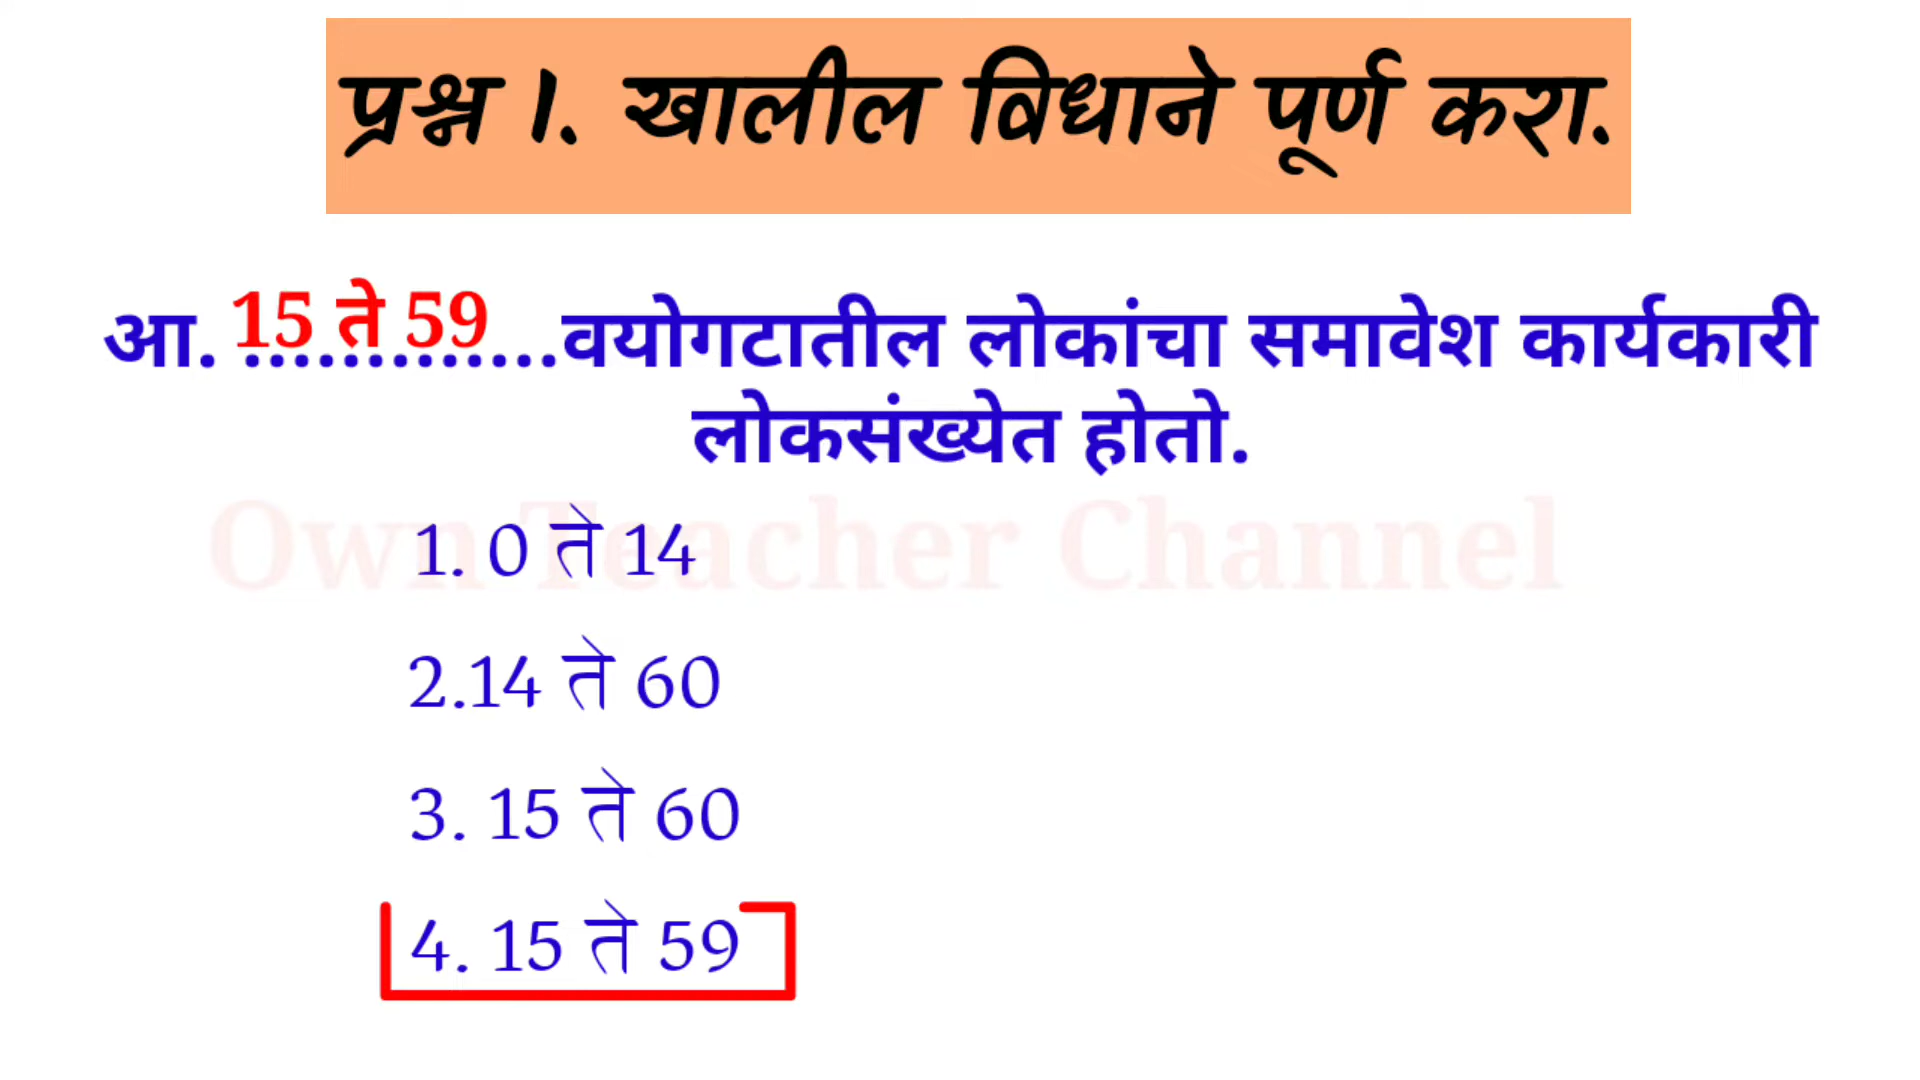 प्रश्न 1. खालील विधाने पूर्ण करा.
आ. 15 ते 59 .............वयोगटातील लोकांचा समावेश कार्यकारी
लोकसंख्येत होतो.
Own Teacher Channel
1. 0 ते 14
2.14 ते 60
3. 15 ते 60
4. 15 ते 59